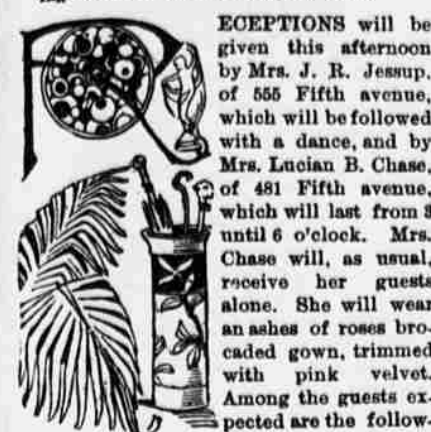 RECEPTIONS will be
given this afternoon
by Mrs. J. R. Jessup,
of 555 Fifth avenue,
which will be followed
with a dance, and by
Mrs. Lucian B. Chase,
of 481 Fifth avenue,
which will last from 3
until 6 o'clock. Mrs.
Chase will, as usual,
receive her guests
alone. She will wear
an ashes of roses bro-
caded gown, trimmed
with pink velvet.
Among the guests ex-
pected are the follow-